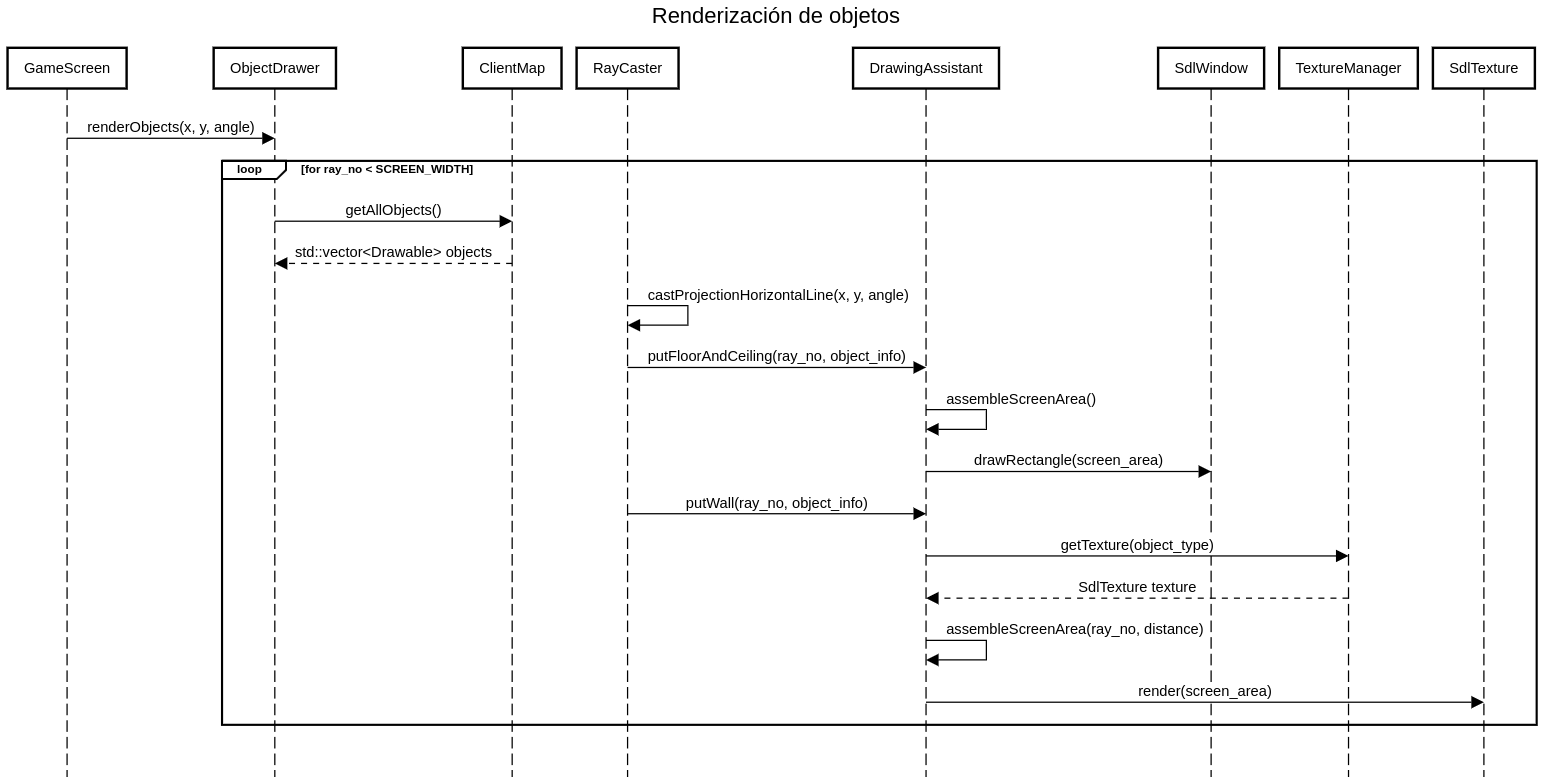 Renderización de objetos
GameScreen
ObjectDrawer
ClientMap
RayCaster
DrawingAssistant
SdlWindow
TextureManager
SdlTexture
renderObjects(x, y, angle)
loop
[for ray_no < SCREEN_WIDTH]
getAllObjects()
std::vector<Drawable> objects
castProjectionHorizontalLine(x, y, angle)
putFloorAndCeiling(ray_no, object_info)
assembleScreenArea()
drawRectangle(screen_area)
putWall(ray_no, object_info)
getTexture(object_type)
SdlTexture texture
assembleScreenArea(ray_no, distance)
render(screen_area)